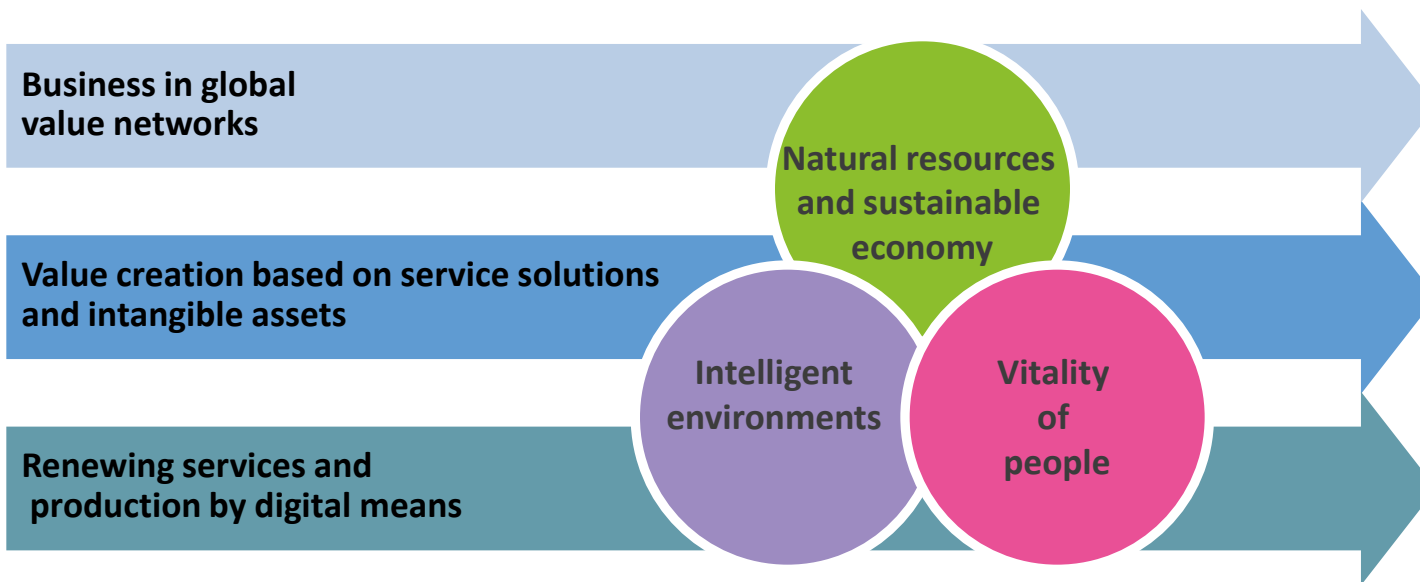 Business in global
value networks
Natural resources
and sustainable
economy
Value creation based on service solutions
and intangible assets
Intelligent
environments
Vitality
of
people
Renewing services and
production by digital means